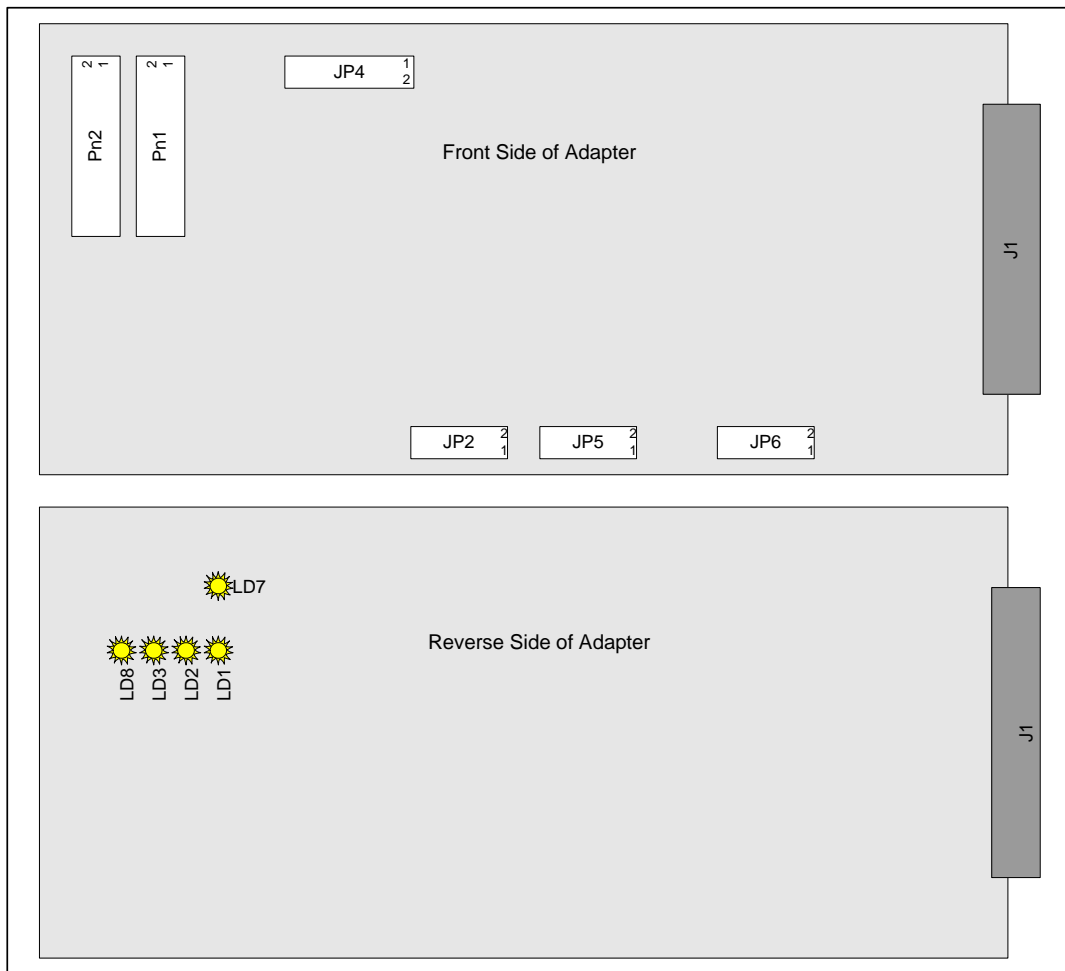 2 1
Pn2
2 1
Pn1
JP4
1
2
Front Side of Adapter
J1
JP2
2
1
JP5
2
1
JP6
2
1
LD7
Reverse Side of Adapter
LD8
LD3
LD2
LD1
J1